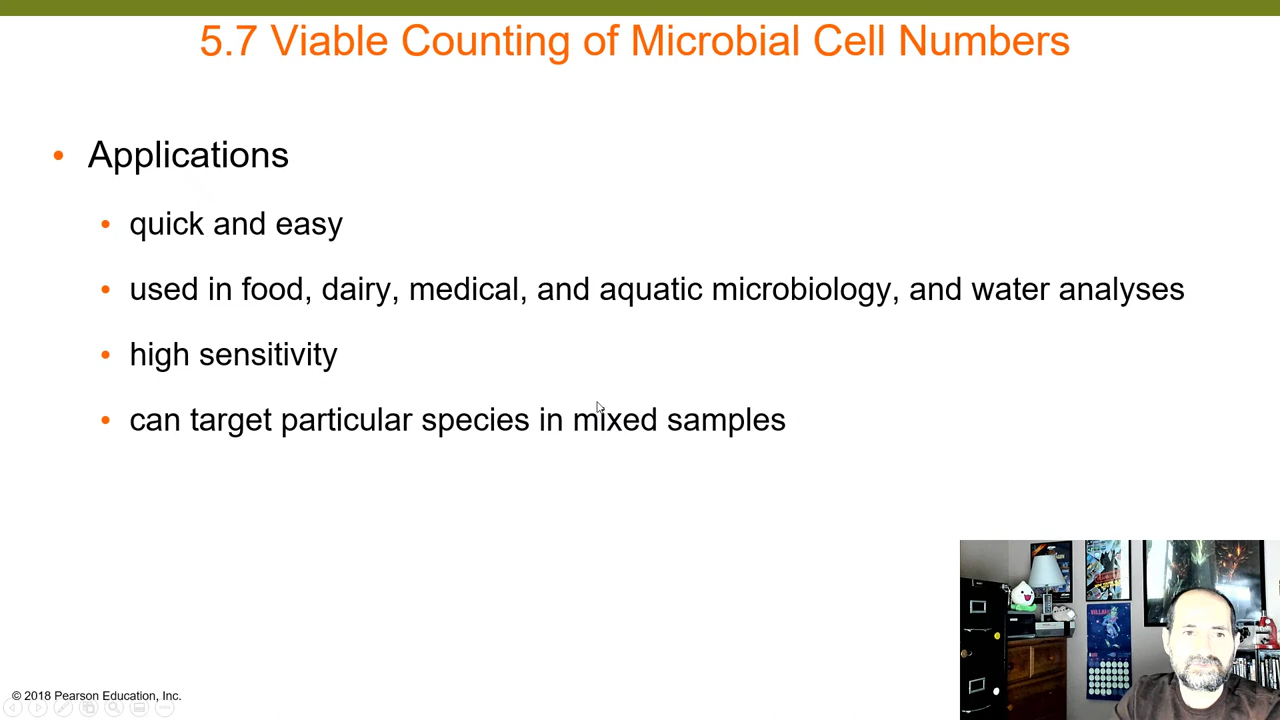 5.7 Viable Counting of Microbial Cell Numbers
• Applications
• quick and easy
• used in food, dairy, medical, and aquatic microbiology, and water analyses
• high sensitivity
• can target particular species in mixed samples
© 2018 Pearson Education, Inc.